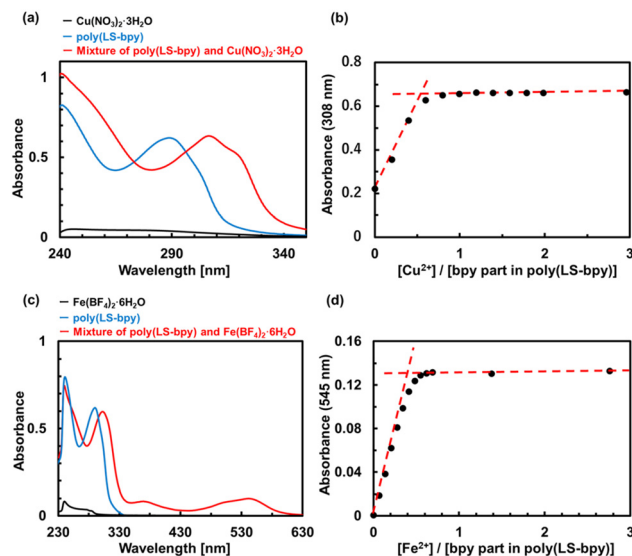 (a)
Cu(NO₃)₂·3H₂O
poly(LS-bpy)
Mixture of poly(LS-bpy) and Cu(NO₃)₂·3H₂O
1
0.5
0
Absorbance
240 290 340
Wavelength [nm]
(b)
0.8
0.6
0.4
0.2
0
Absorbance (308 nm)
0 1 2 3
[Cu²⁺] / [bpy part in poly(LS-bpy)]
(c)
Fe(BF₄)₂·6H₂O
poly(LS-bpy)
Mixture of poly(LS-bpy) and Fe(BF₄)₂·6H₂O
1
0.5
0
Absorbance
230 330 430 530 630
Wavelength [nm]
(d)
0.16
0.12
0.08
0.04
0
Absorbance (545 nm)
0 1 2 3
[Fe²⁺] / [bpy part in poly(LS-bpy)]